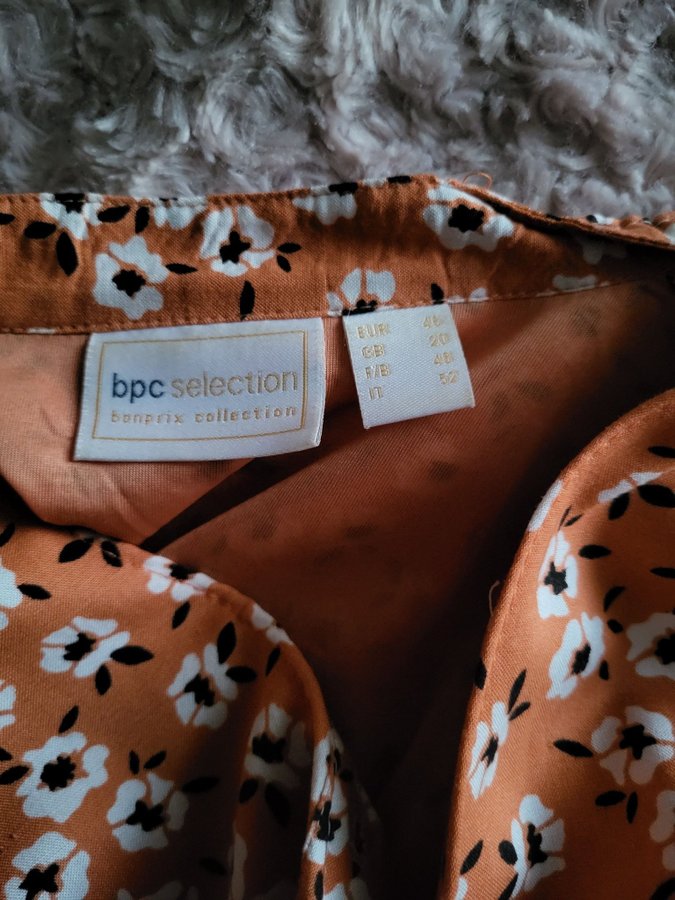 bpc selection
bonprix collection
EUR 46
GB 20
F/B 48
IT 52